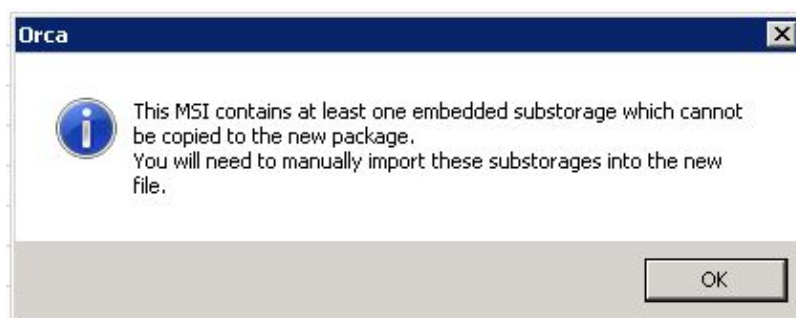 Orca
This MSI contains at least one embedded substorage which cannot
be copied to the new package.
You will need to manually import these substorages into the new
file.
OK